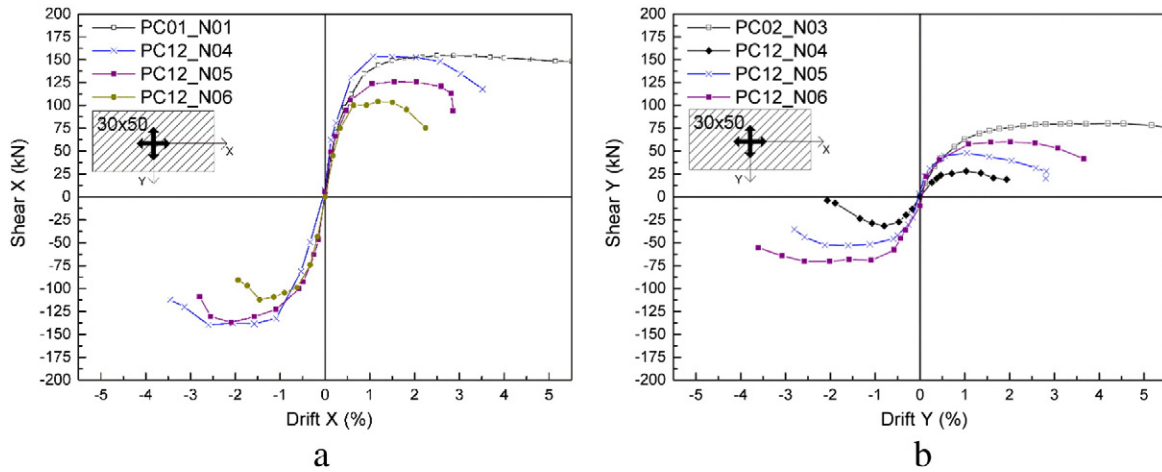 200
175
150
125
100
75
50
25
0
-25
-50
-75
-100
-125
-150
-175
-200
Shear X (kN)
PC01_N01
PC12_N04
PC12_N05
PC12_N06
30x50
X
Y
-5 -4 -3 -2 -1 0 1 2 3 4 5
Drift X (%)
a
200
175
150
125
100
75
50
25
0
-25
-50
-75
-100
-125
-150
-175
-200
Shear Y (kN)
PC02_N03
PC12_N04
PC12_N05
PC12_N06
30x50
X
Y
-5 -4 -3 -2 -1 0 1 2 3 4 5
Drift Y (%)
b